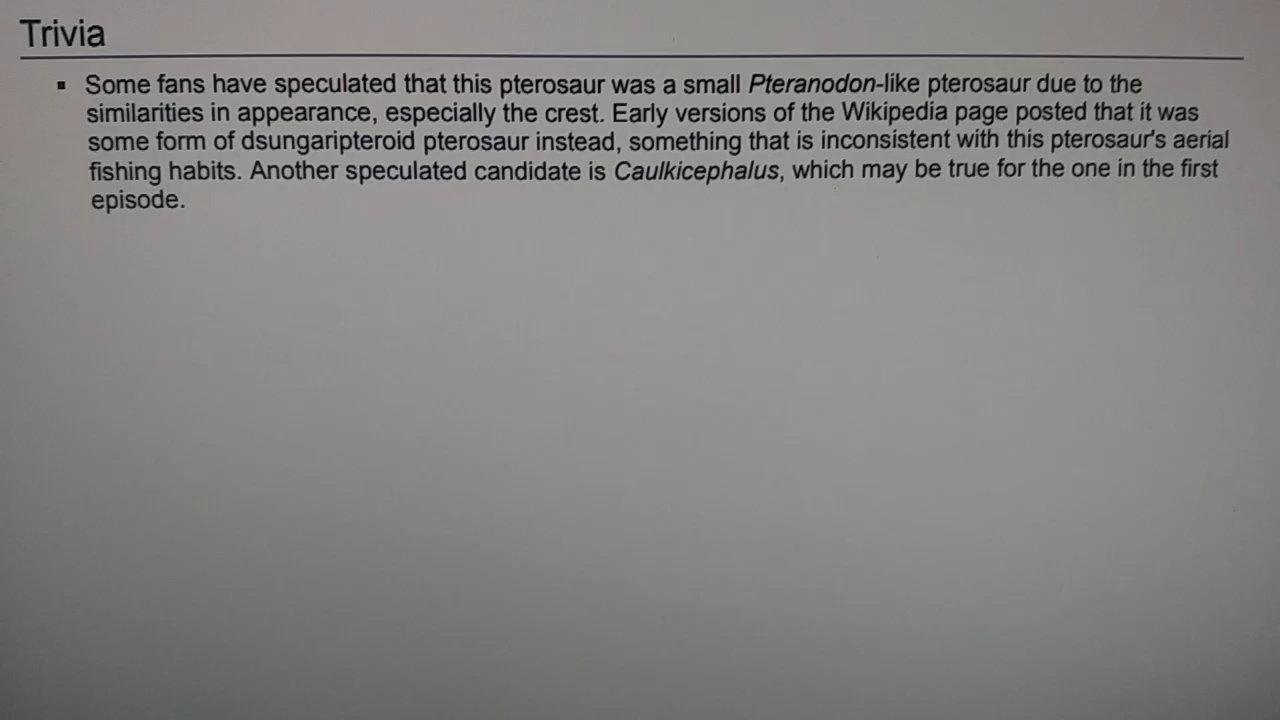 Trivia
▪ Some fans have speculated that this pterosaur was a small Pteranodon-like pterosaur due to the
similarities in appearance, especially the crest. Early versions of the Wikipedia page posted that it was
some form of dsungaripteroid pterosaur instead, something that is inconsistent with this pterosaur's aerial
fishing habits. Another speculated candidate is Caulkicephalus, which may be true for the one in the first
episode.